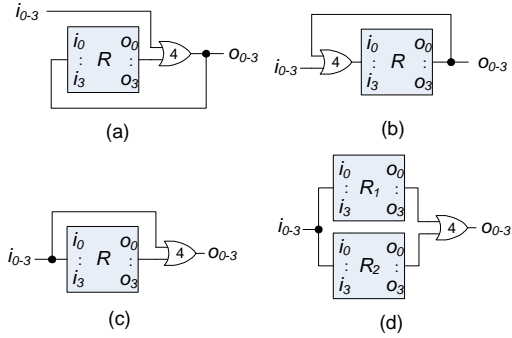 i0-3
i0 o0
: R : 4 o0-3
i3 o3
(a)
i0 o0
i0-3 4 : R : o0-3
i3 o3
(b)
i0 o0
i0-3 : R : 4 o0-3
i3 o3
(c)
i0 o0
: R1 :
i3 o3
i0-3 4 o0-3
i0 o0
: R2 :
i3 o3
(d)